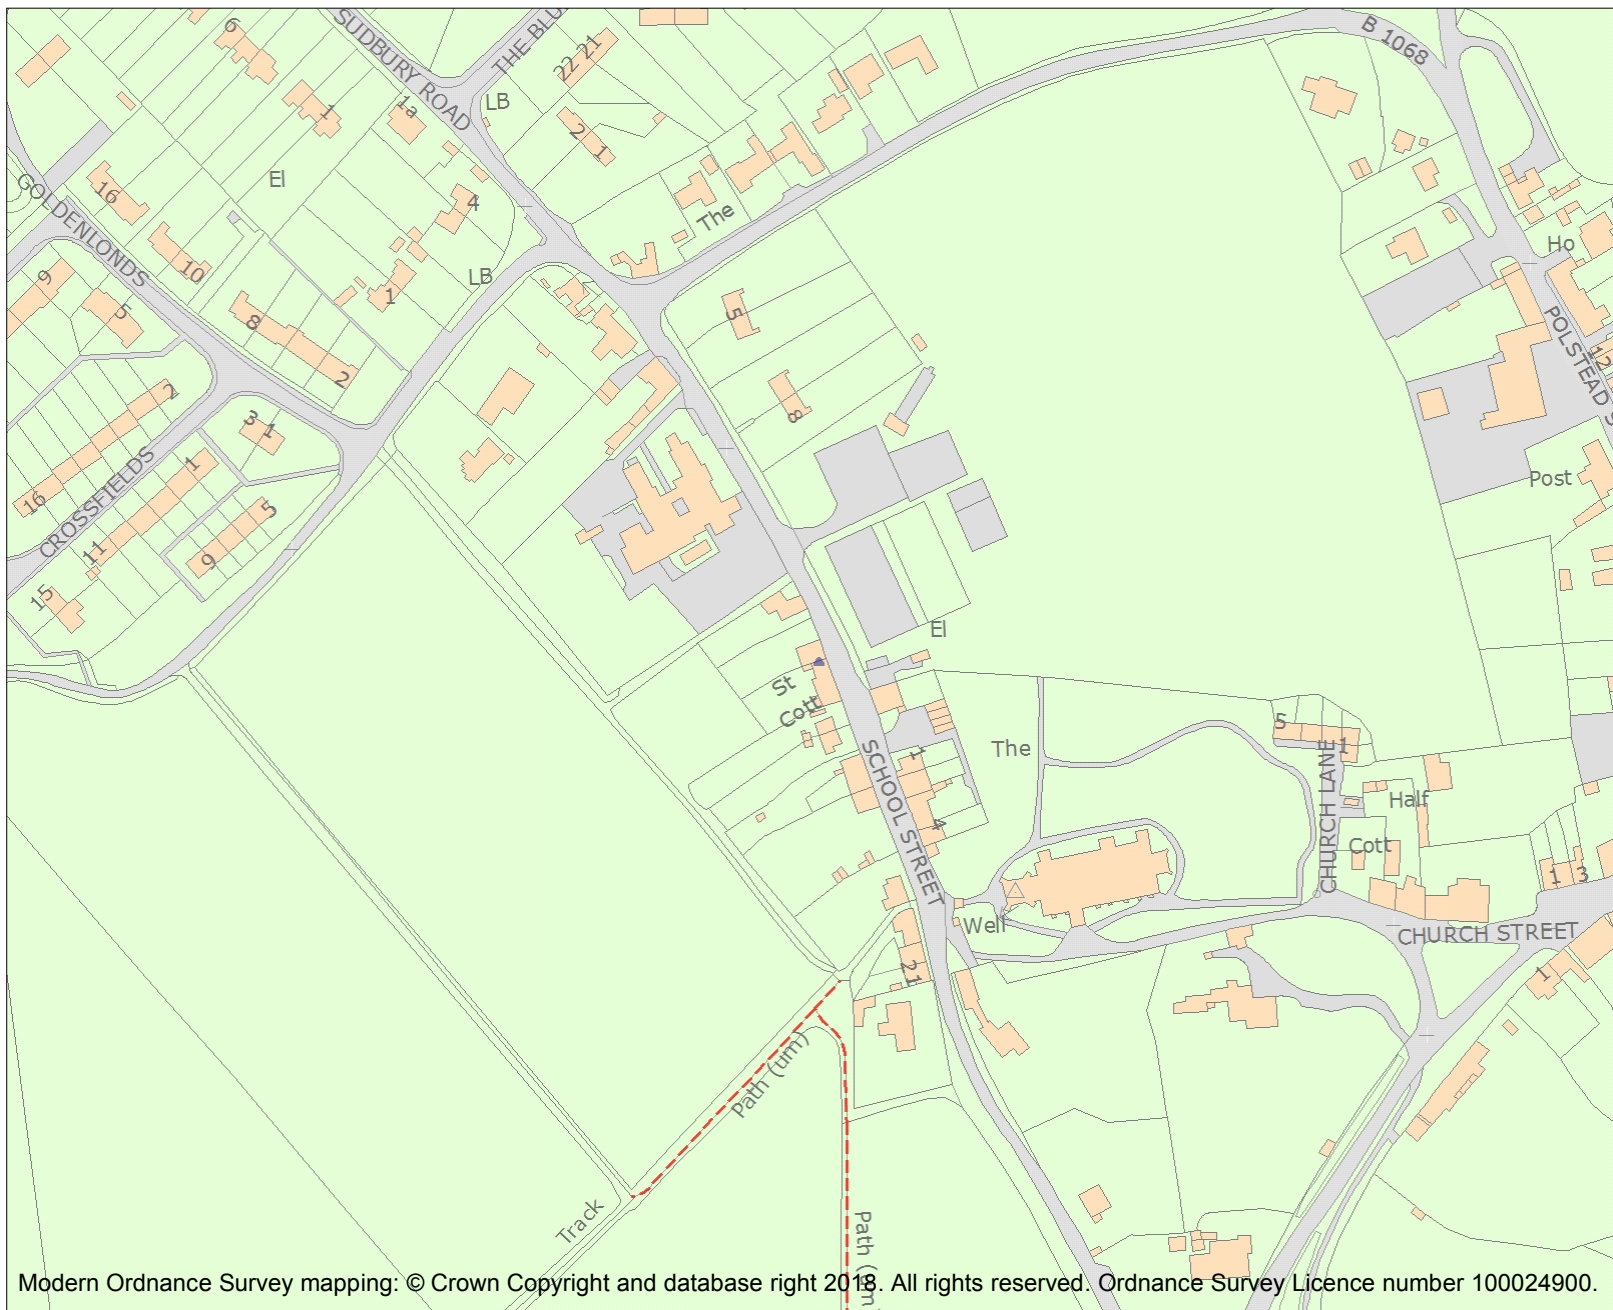 SUDBURY ROAD
THE BLU
B 1068
6
22 21
LB
1
1a
2
1
El
16
GOLDENLONDS
4
The
10
LB
1
9
5
8
2
5
8
Ho
POLSTEAD S
12
2
3 1
1
16
CROSSFIELDS
11
5
9
15
Post
El
St
Cott
SCHOOL STREET
1
4
The
5
1
CHURCH LANE
Half
Cott
1 3
Well
CHURCH STREET
21
1
Path (um)
Track
Path (um
Modern Ordnance Survey mapping: © Crown Copyright and database right 2018. All rights reserved. Ordnance Survey Licence number 100024900.